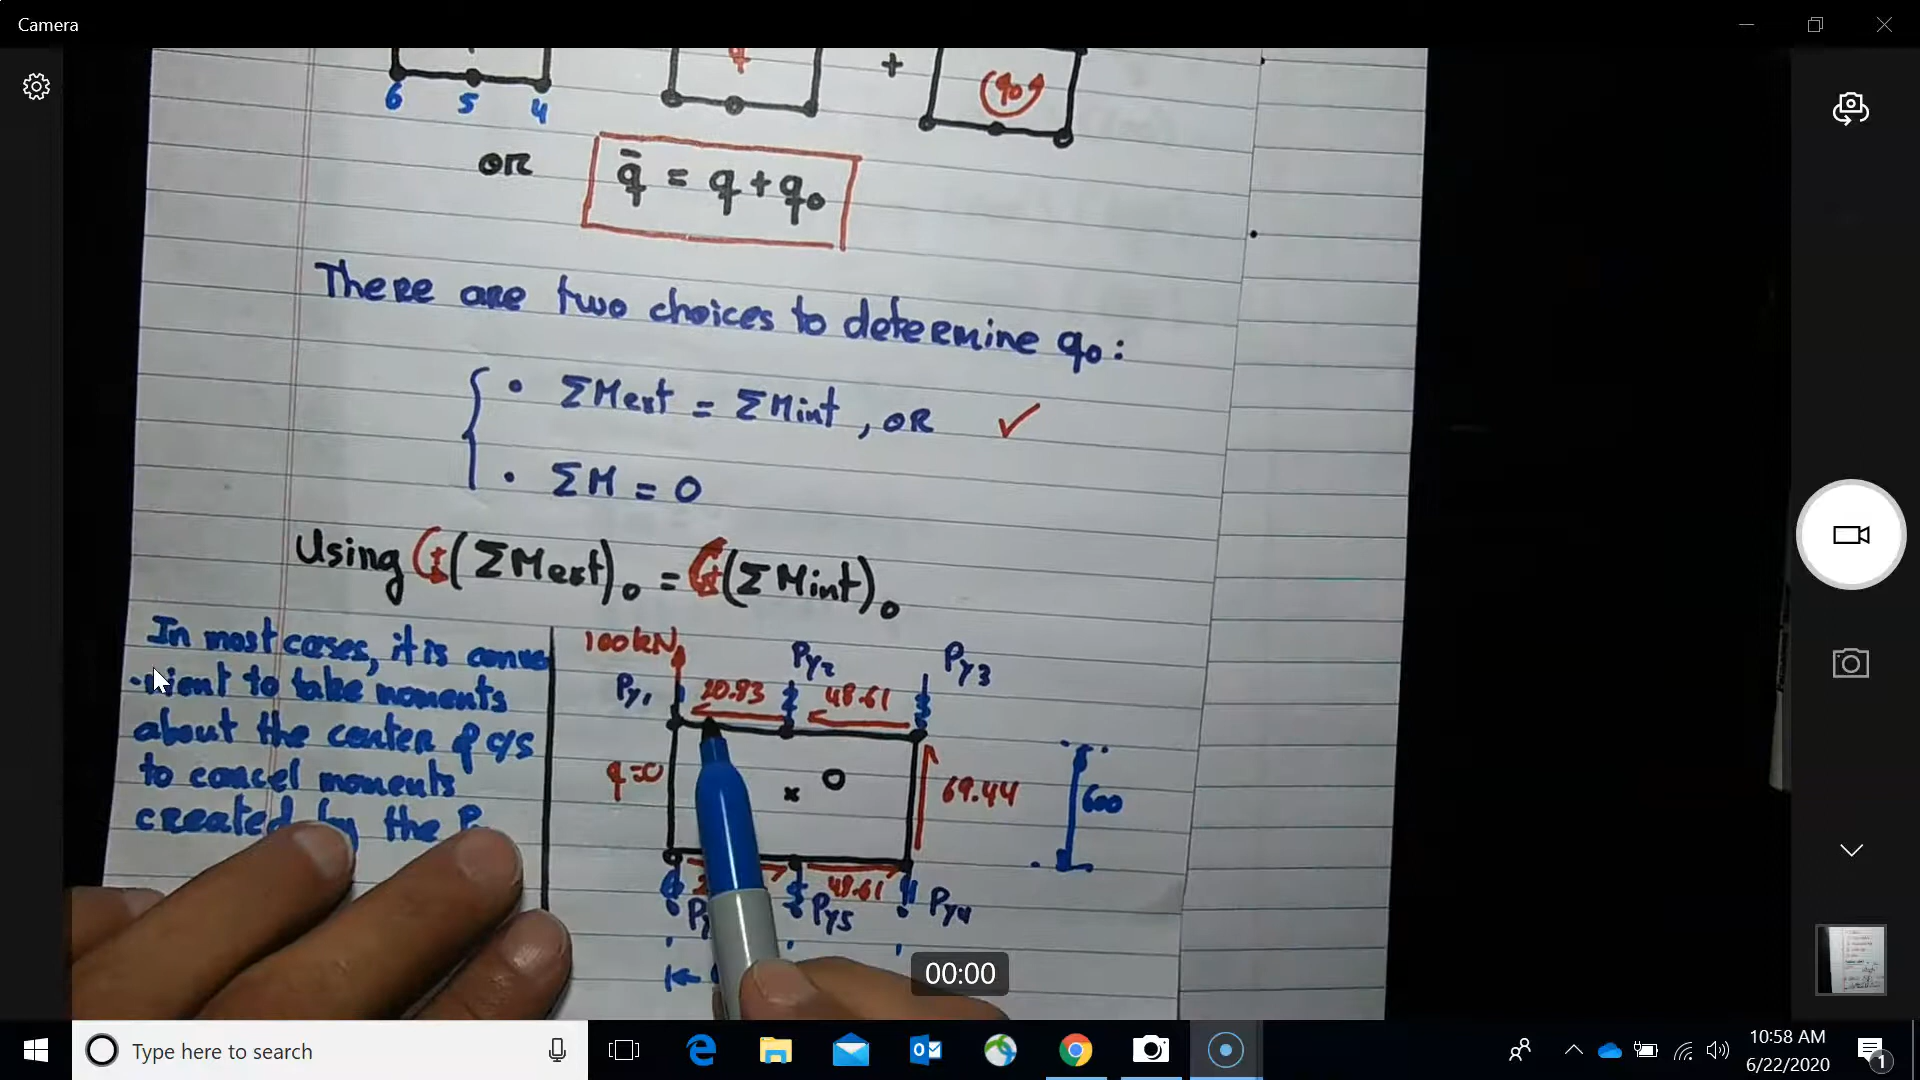 Camera
6 5 4
q
+
q0
OR
q̄ = q + q₀
There are two choices to determine q₀:
• ΣMext = ΣMint, OR ✓
• ΣM = 0
Using + (ΣMext)₀ = + (ΣMint)₀
In most cases, it is conve
-nient to take moments
about the center of c/s
to cancel moments
created by the P
100kN
Py1 Py2 Py3
20.83 48.61
q=0
× O
69.44
600
48.61
Py5 Py4
00:00
Type here to search
10:58 AM
6/22/2020
1